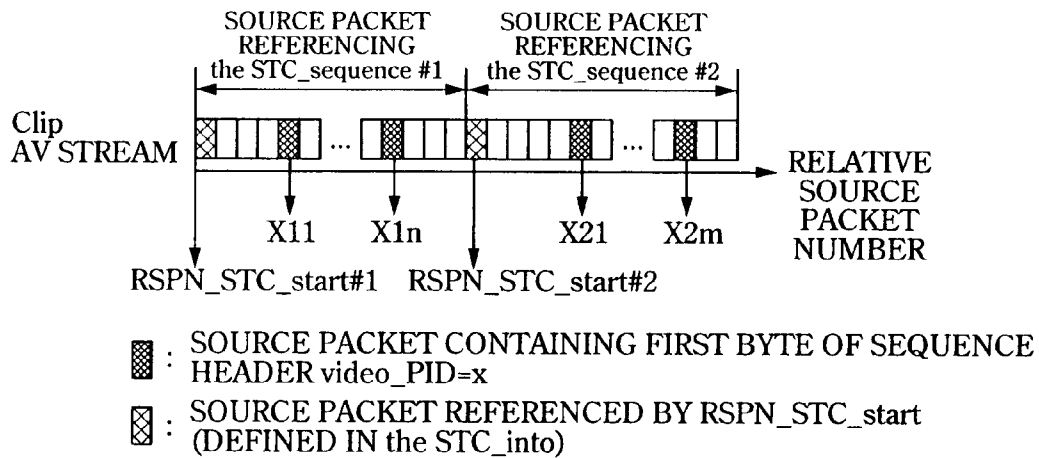 SOURCE PACKET
REFERENCING
the STC_sequence #1
SOURCE PACKET
REFERENCING
the STC_sequence #2
Clip
AV STREAM
...
...
RELATIVE
SOURCE
PACKET
NUMBER
X11
X1n
X21
X2m
RSPN_STC_start#1
RSPN_STC_start#2
: SOURCE PACKET CONTAINING FIRST BYTE OF SEQUENCE
HEADER video_PID=x
: SOURCE PACKET REFERENCED BY RSPN_STC_start
(DEFINED IN the STC_into)